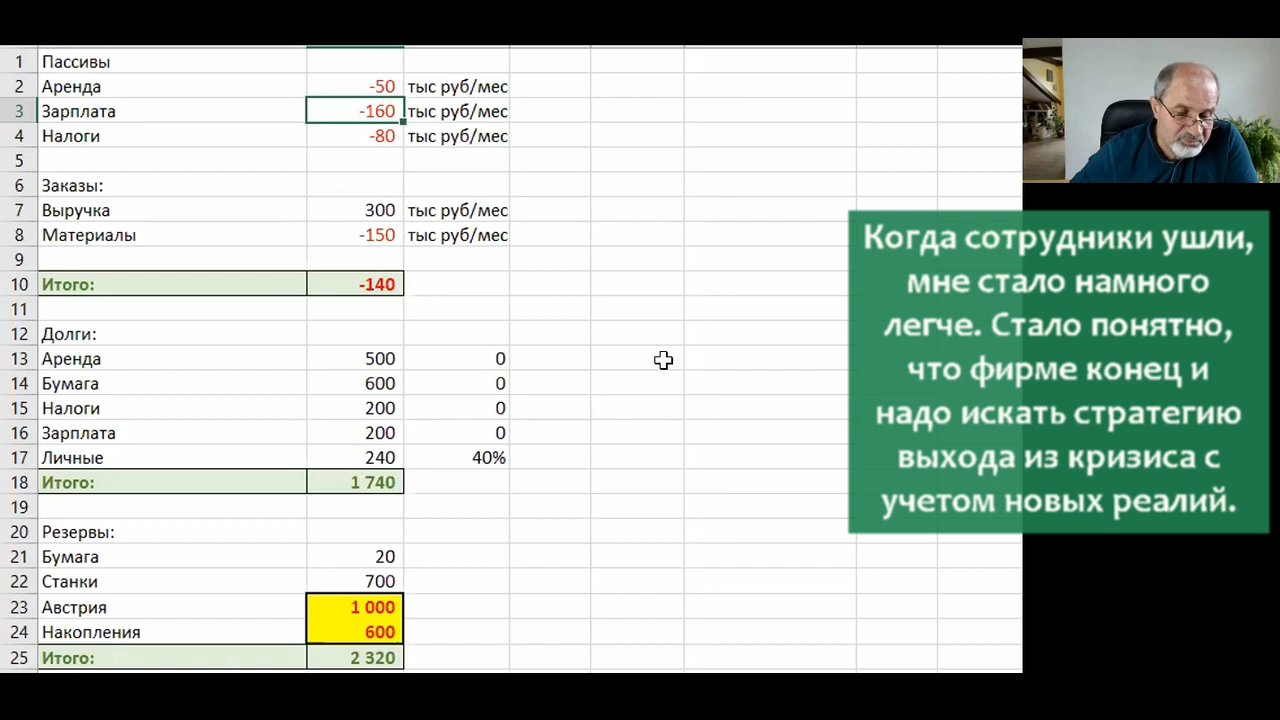 1 Пассивы
2 Аренда -50 тыс руб/мес
3 Зарплата -160 тыс руб/мес
4 Налоги -80 тыс руб/мес
5
6 Заказы:
7 Выручка 300 тыс руб/мес
8 Материалы -150 тыс руб/мес
9
10 Итого: -140
11
12 Долги:
13 Аренда 500 0
14 Бумага 600 0
15 Налоги 200 0
16 Зарплата 200 0
17 Личные 240 40%
18 Итого: 1 740
19
20 Резервы:
21 Бумага 20
22 Станки 700
23 Австрия 1 000
24 Накопления 600
25 Итого: 2 320
Когда сотрудники ушли,
мне стало намного
легче. Стало понятно,
что фирме конец и
надо искать стратегию
выхода из кризиса с
учетом новых реалий.